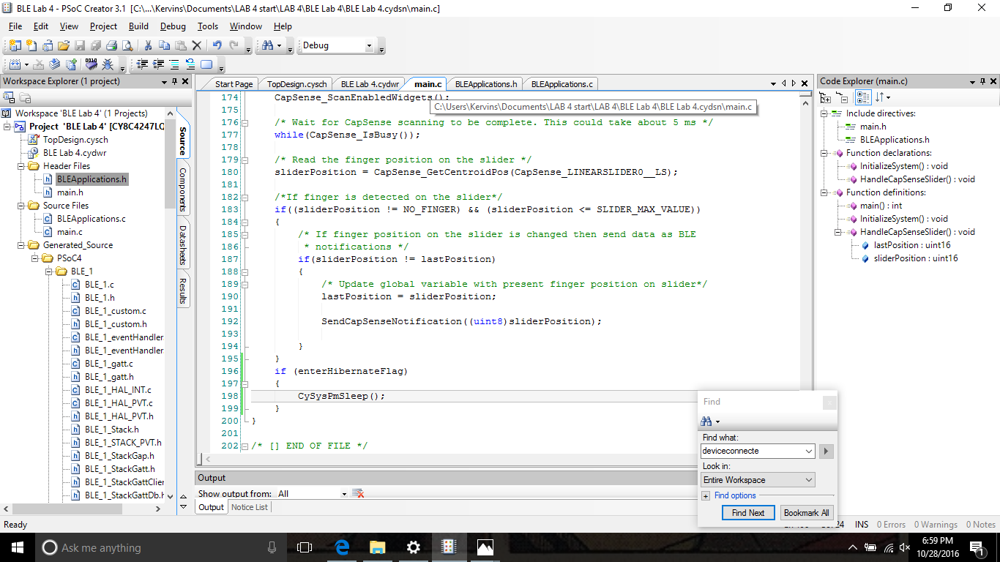 BLE Lab 4 - PSoC Creator 3.1 [C:\...\Kervins\Documents\LAB 4 start\LAB 4\BLE Lab 4\BLE Lab 4.cydsn\main.c]
File Edit View Project Build Debug Tools Window Help
Debug
Workspace Explorer (1 project)
Workspace 'BLE Lab 4' (1 Projects)
Project 'BLE Lab 4' [CY8C4247LQ
TopDesign.cysch
BLE Lab 4.cydwr
Header Files
BLEApplications.h
main.h
Source Files
BLEApplications.c
main.c
Generated_Source
PSoC4
BLE_1
BLE_1.c
BLE_1.h
BLE_1_custom.c
BLE_1_custom.h
BLE_1_eventHandler.
BLE_1_eventHandler.
BLE_1_gatt.c
BLE_1_gatt.h
BLE_1_HAL_INT.c
BLE_1_HAL_PVT.c
BLE_1_HAL_PVT.h
BLE_1_Stack.h
BLE_1_STACK_PVT.h
BLE_1_StackGap.h
BLE_1_StackGatt.h
BLE_1_StackGattClier
BLE_1_StackGattDb.h
Source
Components
Datasheets
Results
Start Page TopDesign.cysch BLE Lab 4.cydwr main.c BLEApplications.h BLEApplications.c
174 CapSense_ScanEnabledWidgets();
C:\Users\Kervins\Documents\LAB 4 start\LAB 4\BLE Lab 4\BLE Lab 4.cydsn\main.c
175
176 /* Wait for CapSense scanning to be complete. This could take about 5 ms */
177 while(CapSense_IsBusy());
178
179 /* Read the finger position on the slider */
180 sliderPosition = CapSense_GetCentroidPos(CapSense_LINEARSLIDER0__LS);
181
182 /*If finger is detected on the slider*/
183 if((sliderPosition != NO_FINGER) && (sliderPosition <= SLIDER_MAX_VALUE))
184 {
185 /* If finger position on the slider is changed then send data as BLE
186 * notifications */
187 if(sliderPosition != lastPosition)
188 {
189 /* Update global variable with present finger position on slider*/
190 lastPosition = sliderPosition;
191
192 SendCapSenseNotification((uint8)sliderPosition);
193
194 }
195 }
196 if (enterHibernateFlag)
197 {
198 CySysPmSleep();
199 }
200 }
201
202 /* [] END OF FILE */
Output
Show output from: All
Output Notice List
Code Explorer (main.c)
Include directives:
main.h
BLEApplications.h
Function declarations:
InitializeSystem() : void
HandleCapSenseSlider() : void
Function definitions:
main() : int
InitializeSystem() : void
HandleCapSenseSlider() : void
lastPosition : uint16
sliderPosition : uint16
Find
Find what:
deviceconnecte
Look in:
Entire Workspace
Find options
Find Next Bookmark All
Ready
INS 0 Errors 0 Warnings 0 Notes
Ask me anything
6:59 PM
10/28/2016
1